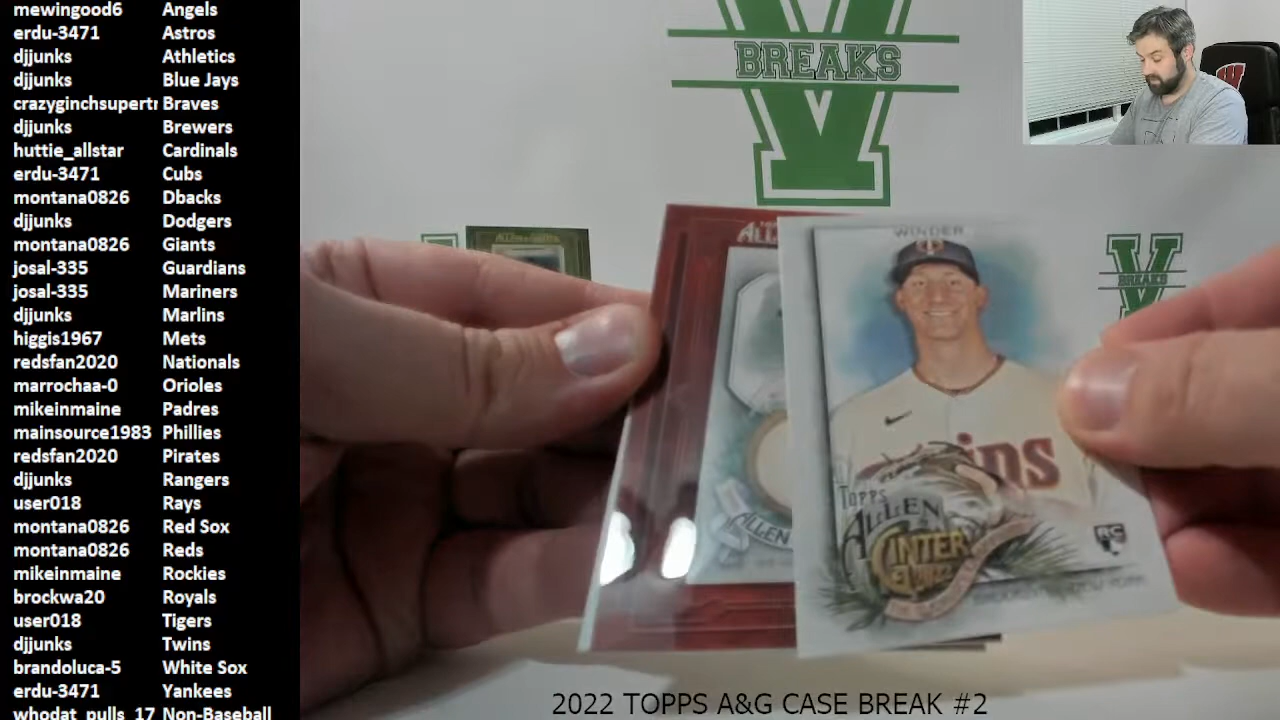 mewingood6 Angels
erdu-3471 Astros
djjunks Athletics
djjunks Blue Jays
crazyginchsupertr Braves
djjunks Brewers
huttie_allstar Cardinals
erdu-3471 Cubs
montana0826 Dbacks
djjunks Dodgers
montana0826 Giants
josal-335 Guardians
josal-335 Mariners
djjunks Marlins
higgis1967 Mets
redsfan2020 Nationals
marrochaa-0 Orioles
mikeinmaine Padres
mainsource1983 Phillies
redsfan2020 Pirates
djjunks Rangers
user018 Rays
montana0826 Red Sox
montana0826 Reds
mikeinmaine Rockies
brockwa20 Royals
user018 Tigers
djjunks Twins
brandoluca-5 White Sox
erdu-3471 Yankees
whodat_pulls_17 Non-Baseball
V
BREAKS
W
V
BREAKS
WINDER
TOPPS
ALLEN
GINTER
RC
ALLEN
2022 TOPPS A&G CASE BREAK #2